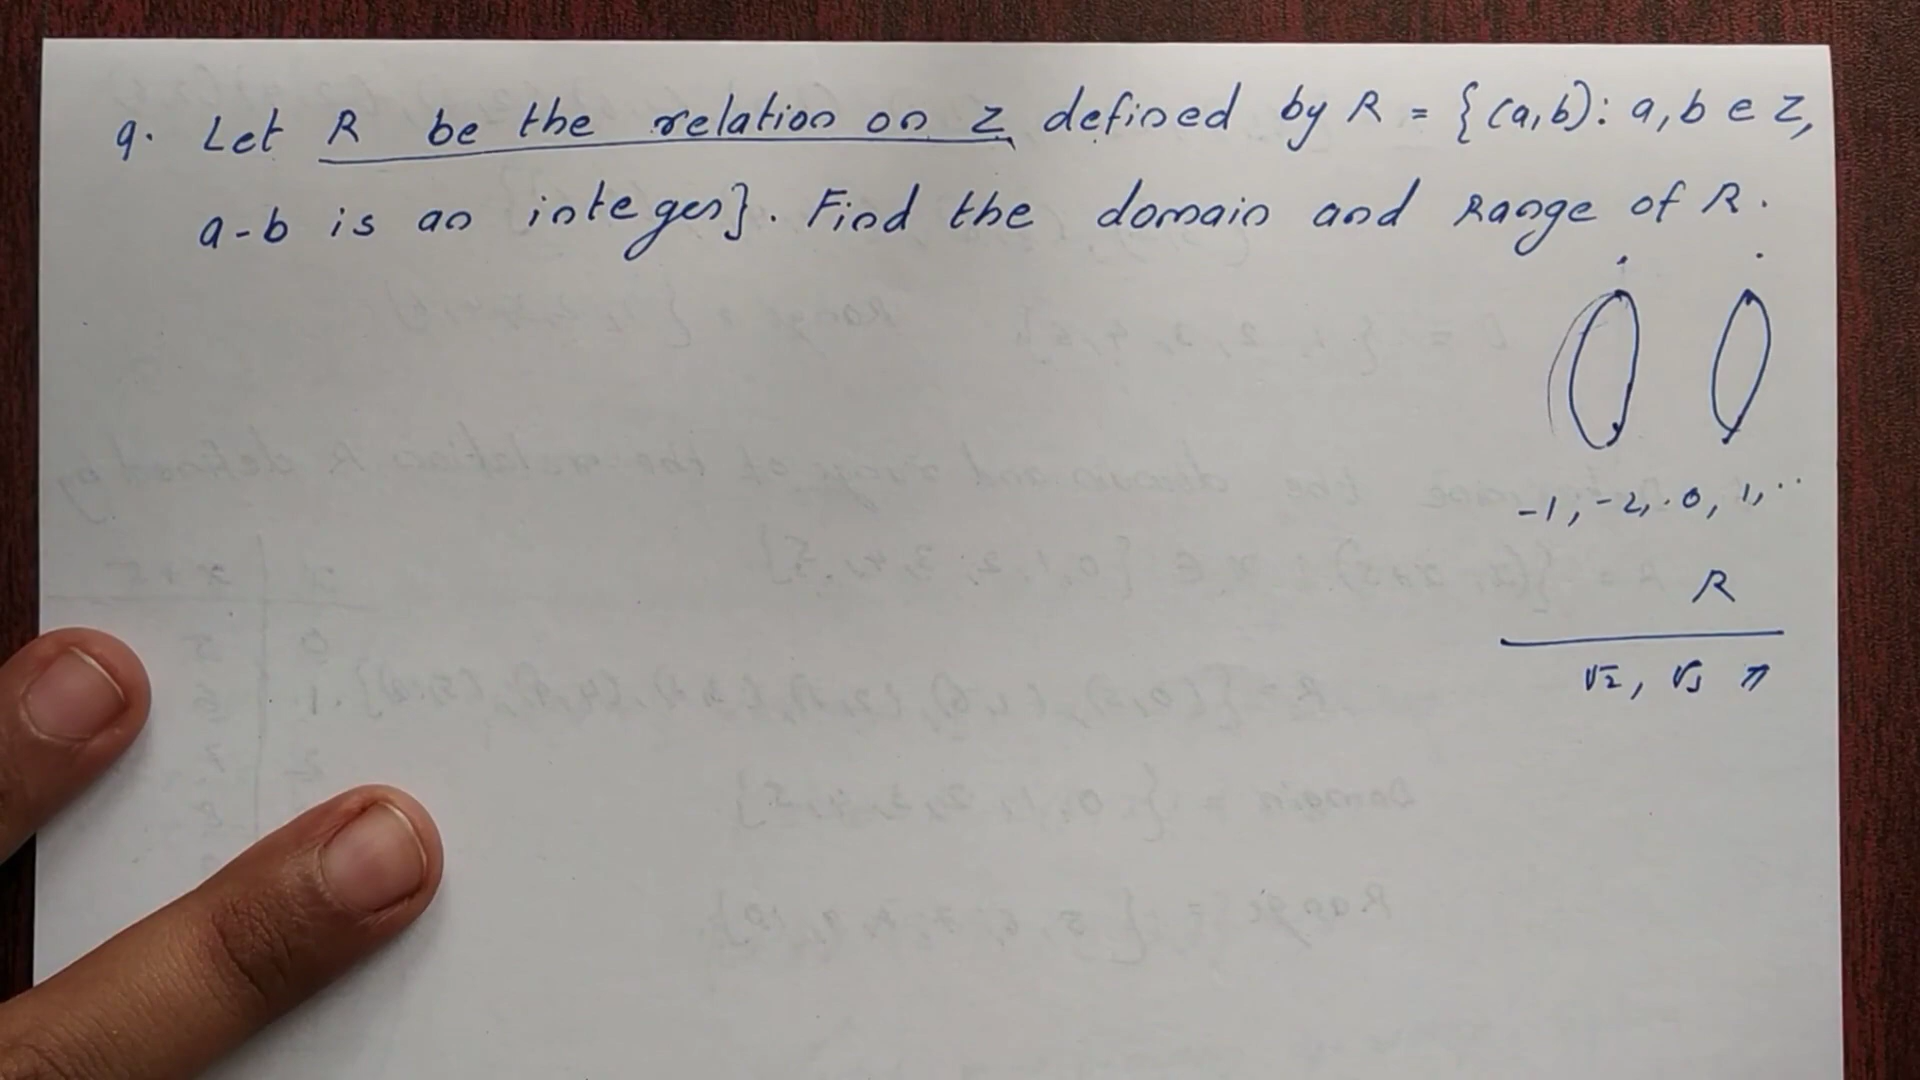 9. Let R be the relation on Z defined by R = {(a,b): a, b ∈ Z,
a-b is an integer}. Find the domain and Range of R.
-1, -2, 0, 1, ..
R
√2, √3 π